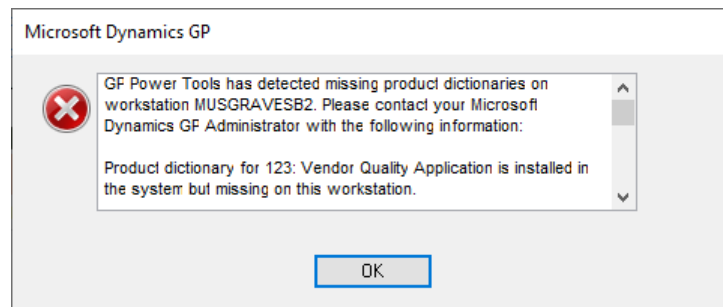 Microsoft Dynamics GP
GP Power Tools has detected missing product dictionaries on
workstation MUSGRAVESB2. Please contact your Microsoft
Dynamics GP Administrator with the following information:
Product dictionary for 123: Vendor Quality Application is installed in
the system but missing on this workstation.
OK